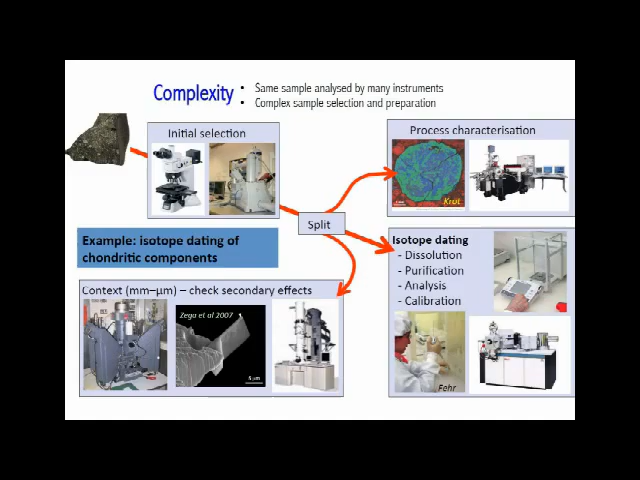 Complexity
• Same sample analysed by many instruments
• Complex sample selection and preparation
Initial selection
Process characterisation
Krot
Split
Example: isotope dating of
chondritic components
Isotope dating
- Dissolution
- Purification
- Analysis
- Calibration
Context (mm–μm) – check secondary effects
Zega et al 2007
Fehr